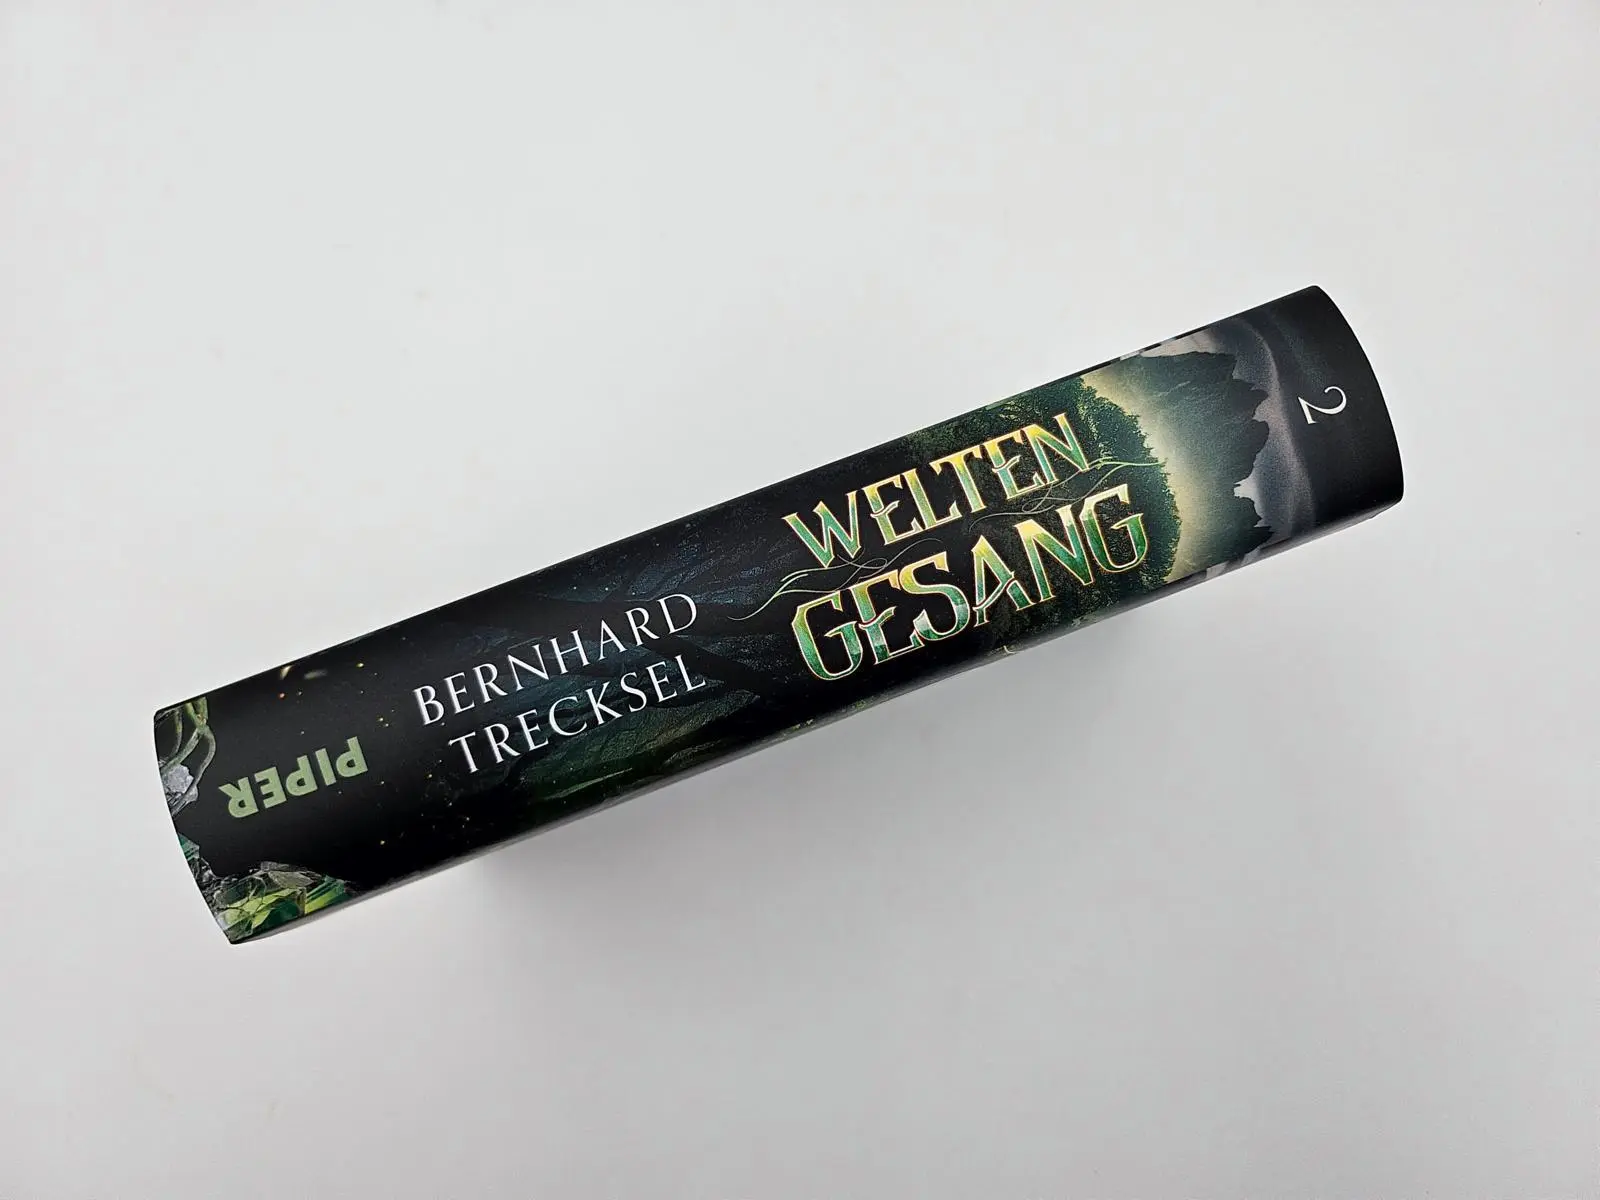 BERNHARD
TRECKSEL
WELTEN
GESANG
2
PIPER